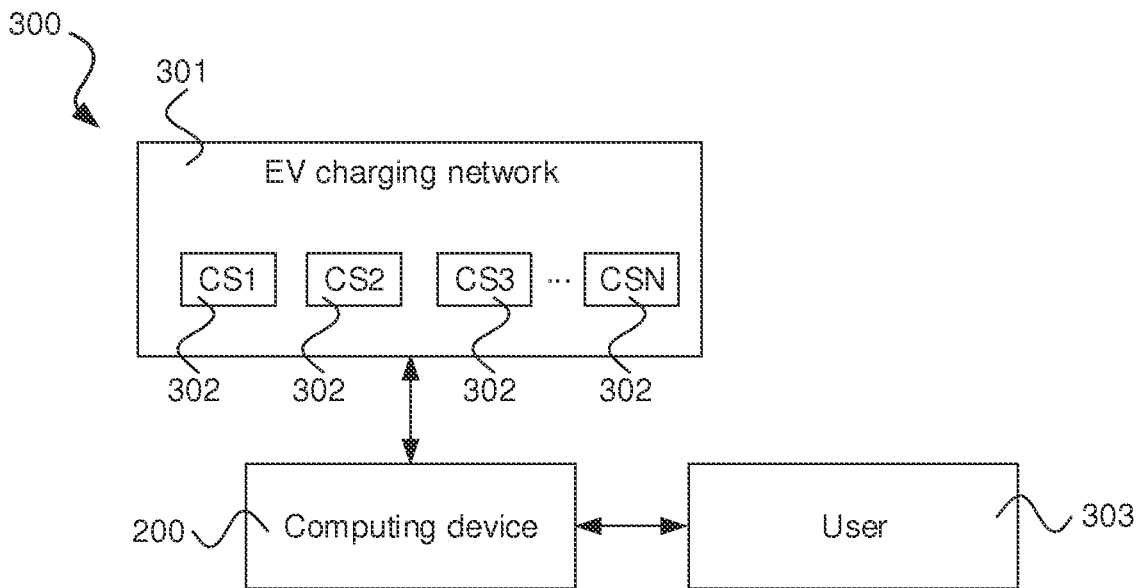 300
301
EV charging network
CS1 CS2 CS3 ... CSN
302 302 302 302
200 Computing device User 303